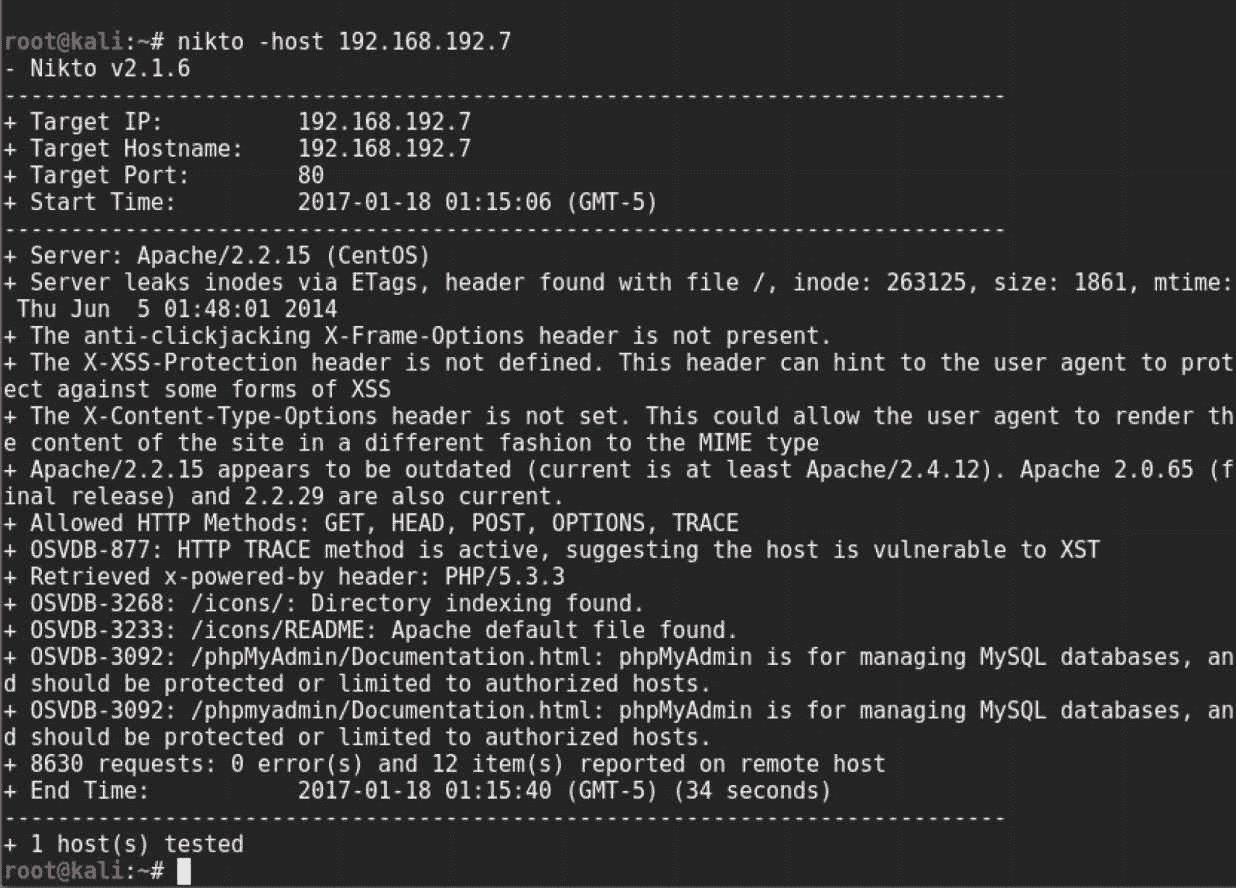 root@kali:~# nikto -host 192.168.192.7
- Nikto v2.1.6
---------------------------------------------------------------------------
+ Target IP:          192.168.192.7
+ Target Hostname:    192.168.192.7
+ Target Port:        80
+ Start Time:         2017-01-18 01:15:06 (GMT-5)
---------------------------------------------------------------------------
+ Server: Apache/2.2.15 (CentOS)
+ Server leaks inodes via ETags, header found with file /, inode: 263125, size: 1861, mtime:
 Thu Jun  5 01:48:01 2014
+ The anti-clickjacking X-Frame-Options header is not present.
+ The X-XSS-Protection header is not defined. This header can hint to the user agent to prot
ect against some forms of XSS
+ The X-Content-Type-Options header is not set. This could allow the user agent to render th
e content of the site in a different fashion to the MIME type
+ Apache/2.2.15 appears to be outdated (current is at least Apache/2.4.12). Apache 2.0.65 (f
inal release) and 2.2.29 are also current.
+ Allowed HTTP Methods: GET, HEAD, POST, OPTIONS, TRACE
+ OSVDB-877: HTTP TRACE method is active, suggesting the host is vulnerable to XST
+ Retrieved x-powered-by header: PHP/5.3.3
+ OSVDB-3268: /icons/: Directory indexing found.
+ OSVDB-3233: /icons/README: Apache default file found.
+ OSVDB-3092: /phpMyAdmin/Documentation.html: phpMyAdmin is for managing MySQL databases, an
d should be protected or limited to authorized hosts.
+ OSVDB-3092: /phpmyadmin/Documentation.html: phpMyAdmin is for managing MySQL databases, an
d should be protected or limited to authorized hosts.
+ 8630 requests: 0 error(s) and 12 item(s) reported on remote host
+ End Time:           2017-01-18 01:15:40 (GMT-5) (34 seconds)
---------------------------------------------------------------------------
+ 1 host(s) tested
root@kali:~#